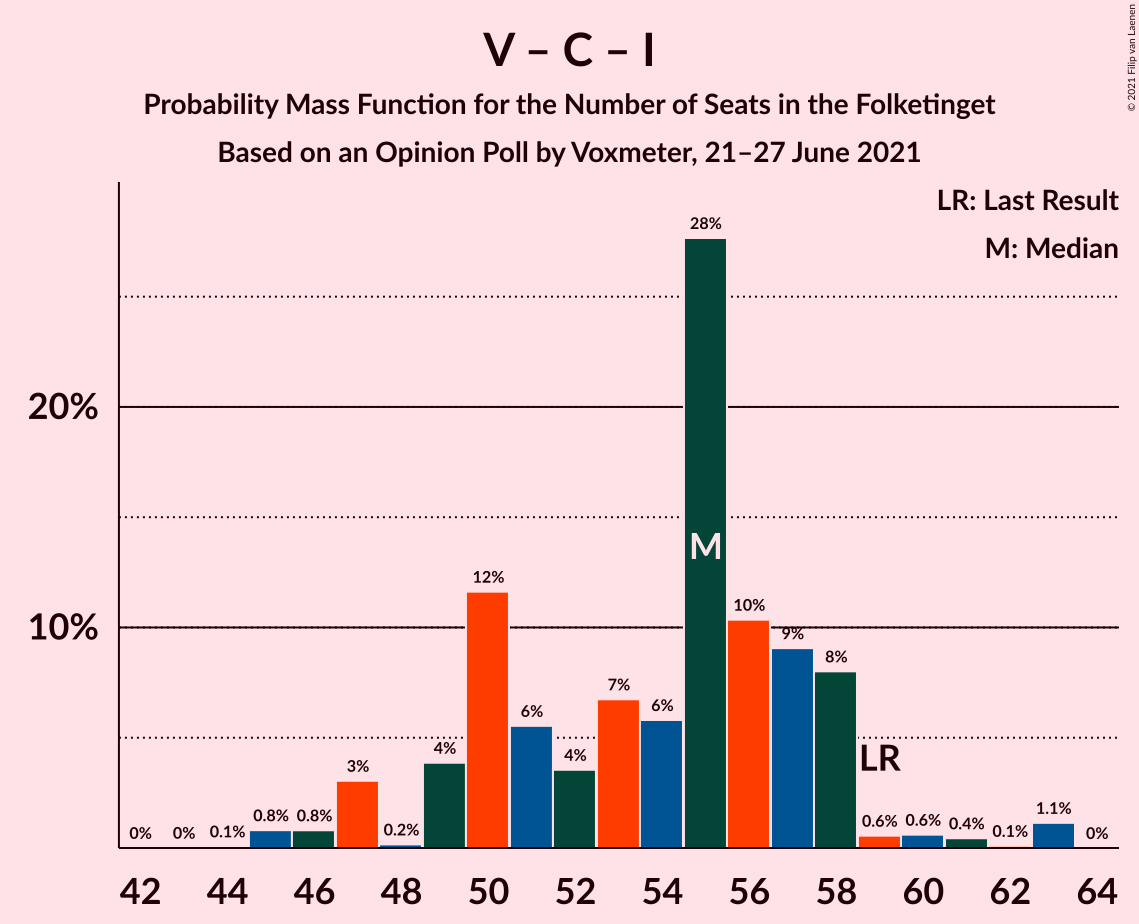 V – C – I
Probability Mass Function for the Number of Seats in the Folketinget
Based on an Opinion Poll by Voxmeter, 21–27 June 2021
© 2021 Filip van Laenen
LR: Last Result
M: Median
28%
20%
M
12%
10%
10%
9%
8%
7%
6%
6%
4%
4%
LR
3%
0% 0% 0.1% 0.8% 0.8% 0.2% 0.6% 0.6% 0.4% 0.1% 1.1% 0%
42 44 46 48 50 52 54 56 58 60 62 64